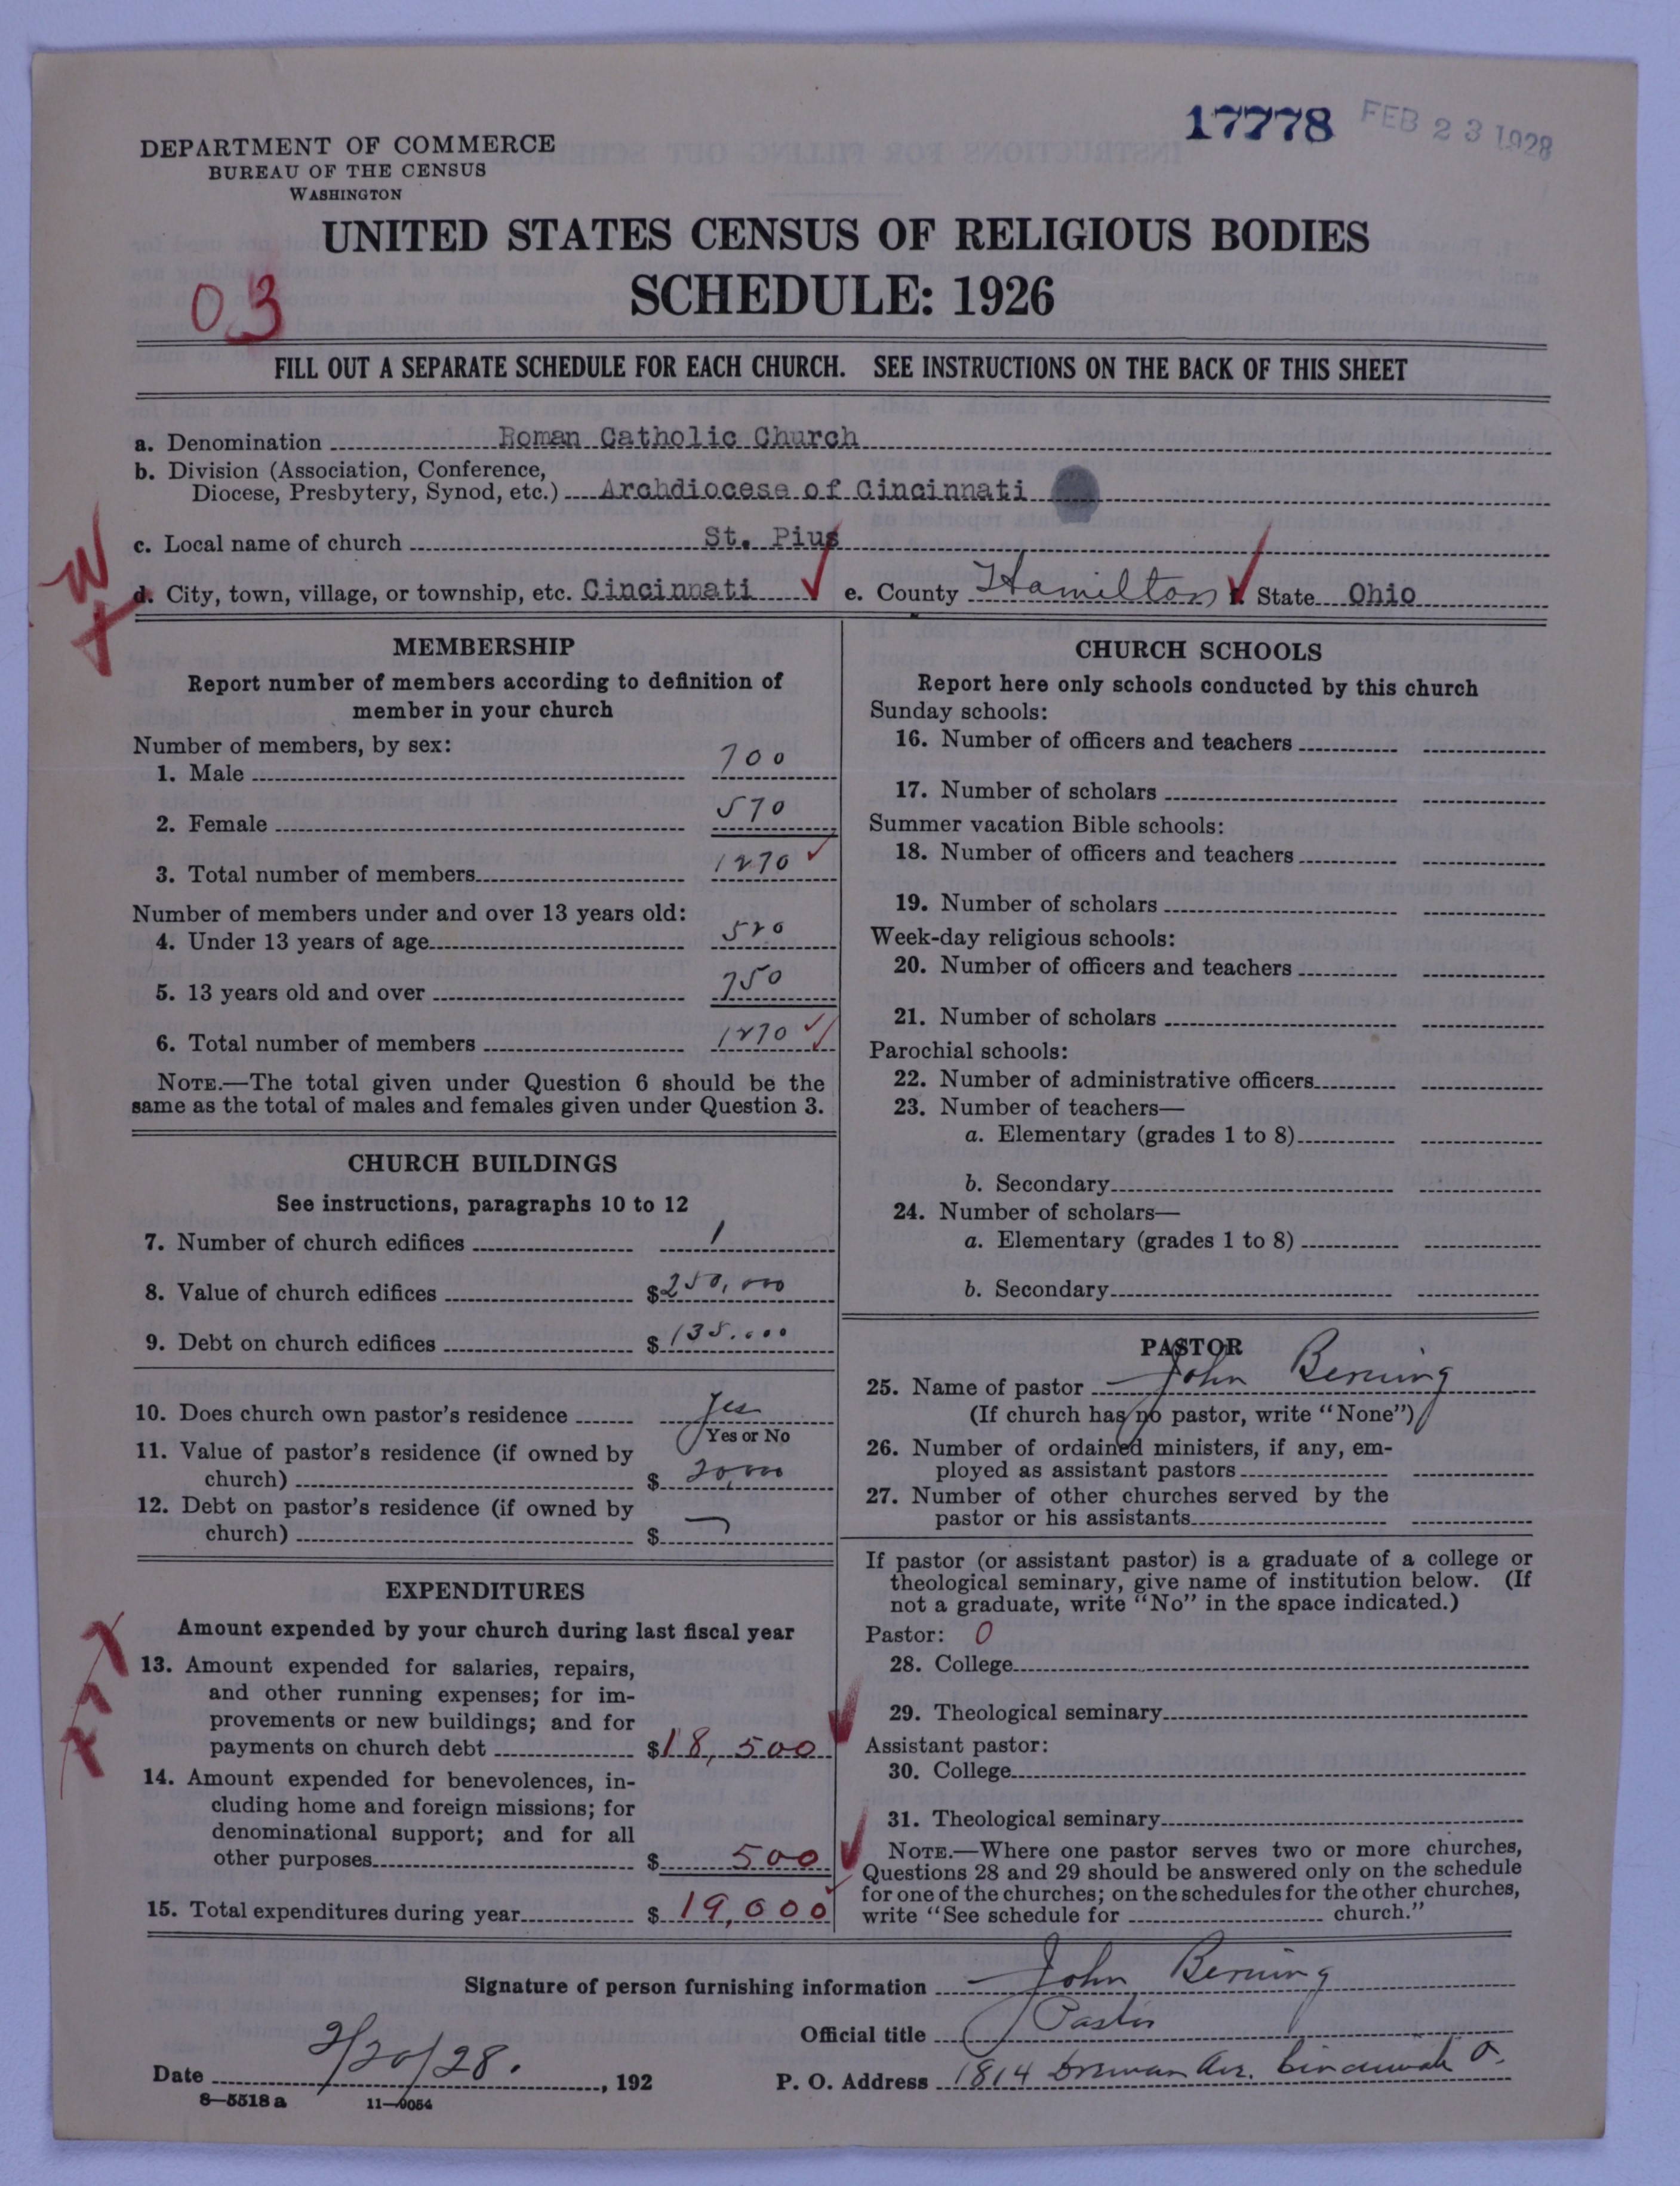 17778 FEB 23 1928
DEPARTMENT OF COMMERCE
BUREAU OF THE CENSUS
WASHINGTON
UNITED STATES CENSUS OF RELIGIOUS BODIES
SCHEDULE: 1926
03
FILL OUT A SEPARATE SCHEDULE FOR EACH CHURCH. SEE INSTRUCTIONS ON THE BACK OF THIS SHEET
a. Denomination Roman Catholic Church
b. Division (Association, Conference,
Diocese, Presbytery, Synod, etc.) Archdiocese of Cincinnati
c. Local name of church St. Pius
d. City, town, village, or township, etc. Cincinnati e. County Hamilton f. State Ohio
MEMBERSHIP
Report number of members according to definition of
member in your church
Number of members, by sex:
1. Male 700
2. Female 570
3. Total number of members 1270
Number of members under and over 13 years old:
4. Under 13 years of age 520
5. 13 years old and over 750
6. Total number of members 1270
NOTE.—The total given under Question 6 should be the
same as the total of males and females given under Question 3.
CHURCH BUILDINGS
See instructions, paragraphs 10 to 12
7. Number of church edifices 1
8. Value of church edifices $250,000
9. Debt on church edifices $135.000
10. Does church own pastor's residence Yes
Yes or No
11. Value of pastor's residence (if owned by
church) $ 20,000
12. Debt on pastor's residence (if owned by
church) $
EXPENDITURES
Amount expended by your church during last fiscal year
13. Amount expended for salaries, repairs,
and other running expenses; for im-
provements or new buildings; and for
payments on church debt $18,500
14. Amount expended for benevolences, in-
cluding home and foreign missions; for
denominational support; and for all
other purposes $ 500
15. Total expenditures during year $ 19,000
CHURCH SCHOOLS
Report here only schools conducted by this church
Sunday schools:
16. Number of officers and teachers
17. Number of scholars
Summer vacation Bible schools:
18. Number of officers and teachers
19. Number of scholars
Week-day religious schools:
20. Number of officers and teachers
21. Number of scholars
Parochial schools:
22. Number of administrative officers
23. Number of teachers—
a. Elementary (grades 1 to 8)
b. Secondary
24. Number of scholars—
a. Elementary (grades 1 to 8)
b. Secondary
PASTOR
25. Name of pastor John Berning
(If church has no pastor, write "None")
26. Number of ordained ministers, if any, em-
ployed as assistant pastors
27. Number of other churches served by the
pastor or his assistants
If pastor (or assistant pastor) is a graduate of a college or
theological seminary, give name of institution below. (If
not a graduate, write "No" in the space indicated.)
Pastor: 0
28. College
29. Theological seminary
Assistant pastor:
30. College
31. Theological seminary
NOTE.—Where one pastor serves two or more churches,
Questions 28 and 29 should be answered only on the schedule
for one of the churches; on the schedules for the other churches,
write "See schedule for church."
Signature of person furnishing information John Berning
Official title Pastor
Date 2/20/28. , 192 P. O. Address 1814 Ave. Cincinnati O.
8—5518 a 11—9054